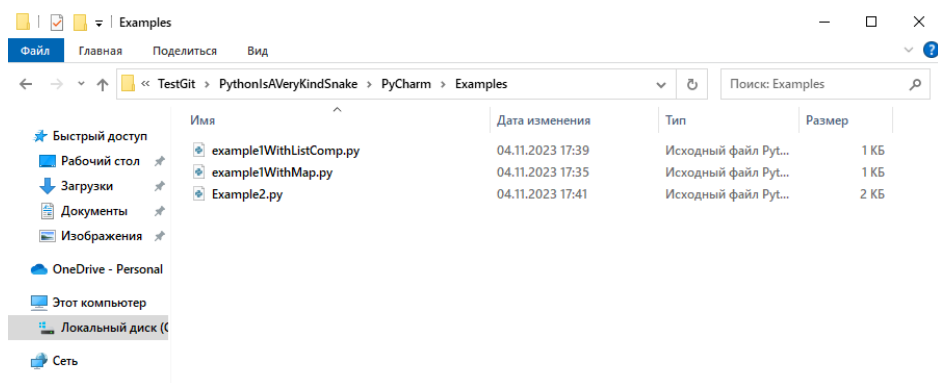 Examples
Файл Главная Поделиться Вид
« TestGit › PythonIsAVeryKindSnake › PyCharm › Examples Поиск: Examples
Имя Дата изменения Тип Размер
Быстрый доступ
Рабочий стол
Загрузки
Документы
Изображения
OneDrive - Personal
Этот компьютер
Локальный диск (C
Сеть
example1WithListComp.py 04.11.2023 17:39 Исходный файл Pyt... 1 КБ
example1WithMap.py 04.11.2023 17:35 Исходный файл Pyt... 1 КБ
Example2.py 04.11.2023 17:41 Исходный файл Pyt... 2 КБ